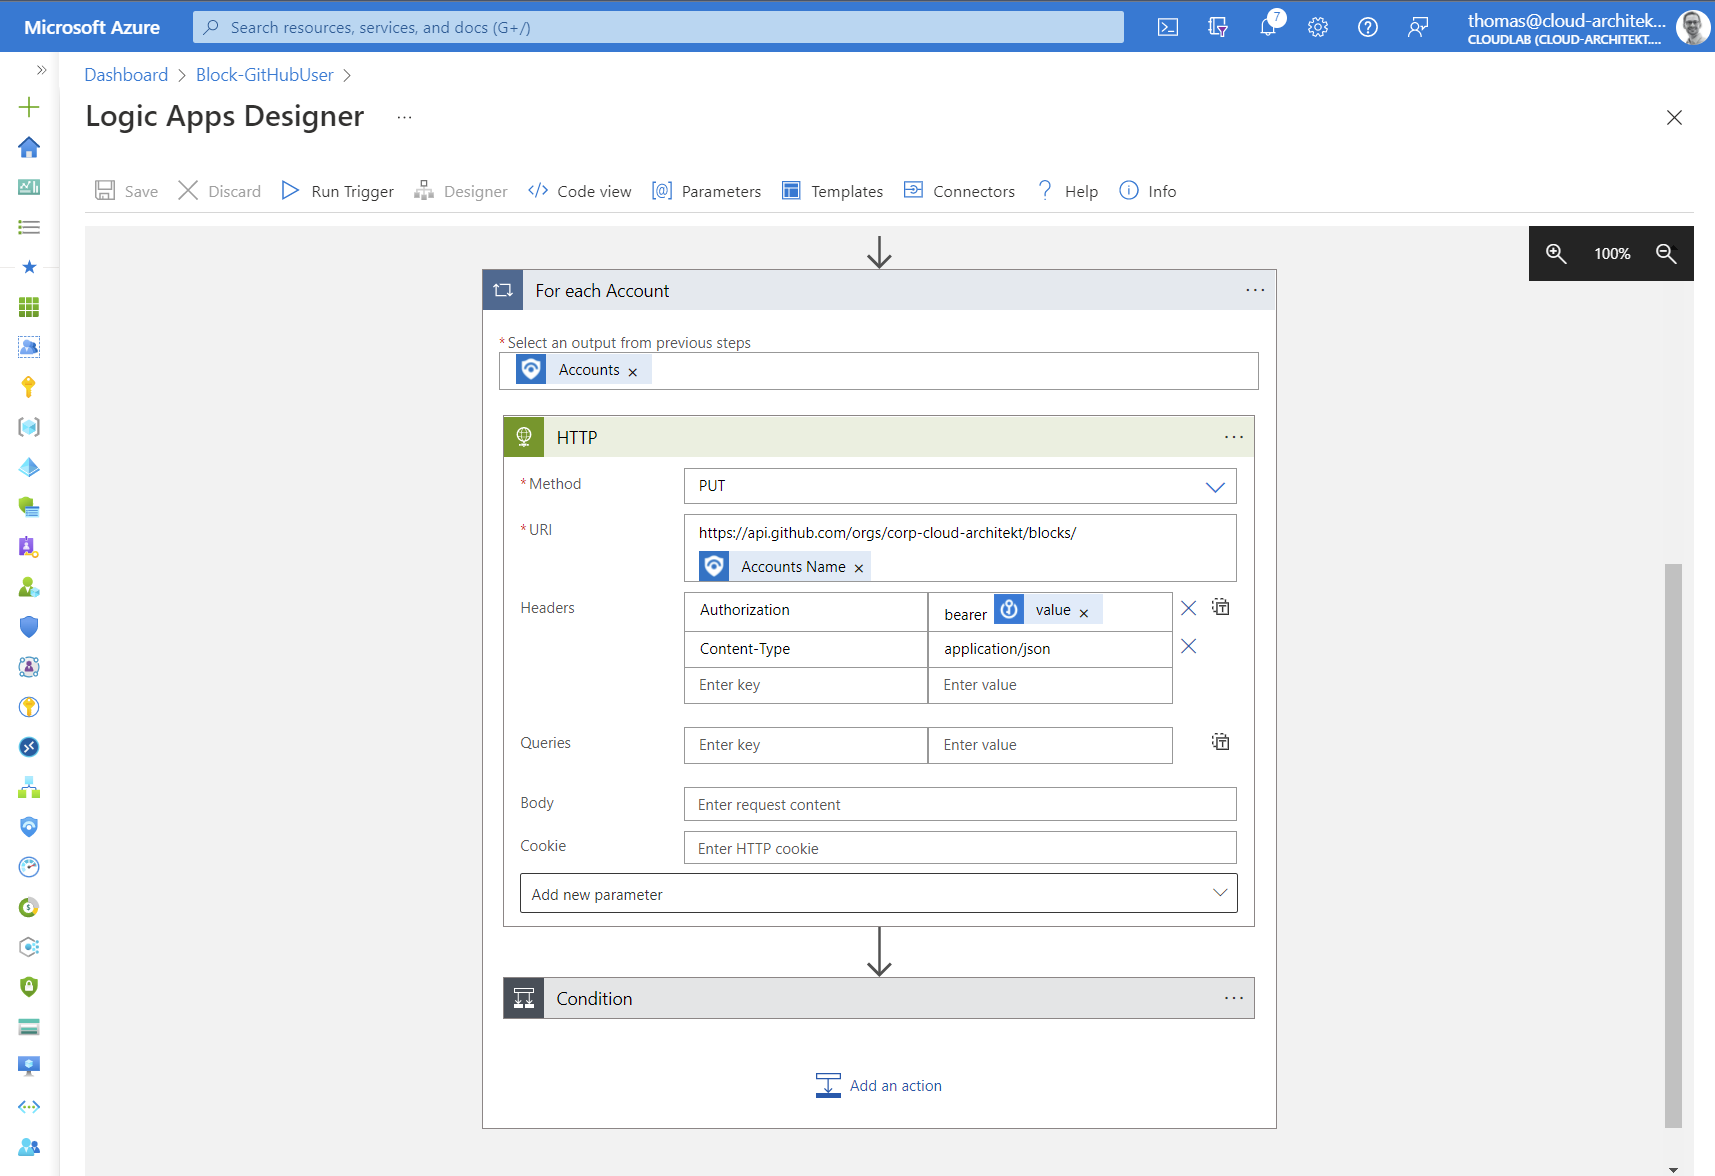 Microsoft Azure
Search resources, services, and docs (G+/)
7
thomas@cloud-architek...
CLOUDLAB (CLOUD-ARCHITEKT....
Dashboard > Block-GitHubUser >
Logic Apps Designer ...
Save Discard Run Trigger Designer Code view Parameters Templates Connectors Help Info
100%
For each Account
* Select an output from previous steps
Accounts ×
HTTP
* Method
PUT
* URI
https://api.github.com/orgs/corp-cloud-architekt/blocks/
Accounts Name ×
Headers
Authorization
bearer value ×
Content-Type
application/json
Enter key
Enter value
Queries
Enter key
Enter value
Body
Enter request content
Cookie
Enter HTTP cookie
Add new parameter
Condition
Add an action